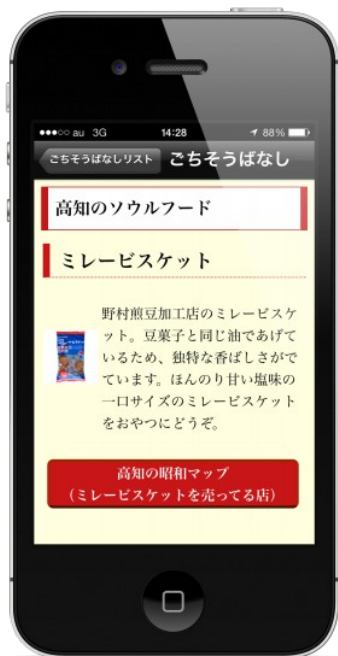 au 3G 14:28 88%
ごちそうばなしリスト ごちそうばなし
高知のソウルフード
ミレービスケット
野村煎豆加工店のミレービスケ
ット。豆菓子と同じ油であげて
いるため、独特な香ばしさがで
ています。ほんのり甘い塩味の
一口サイズのミレービスケット
をおやつにどうぞ。
高知の昭和マップ
(ミレービスケットを売ってる店)